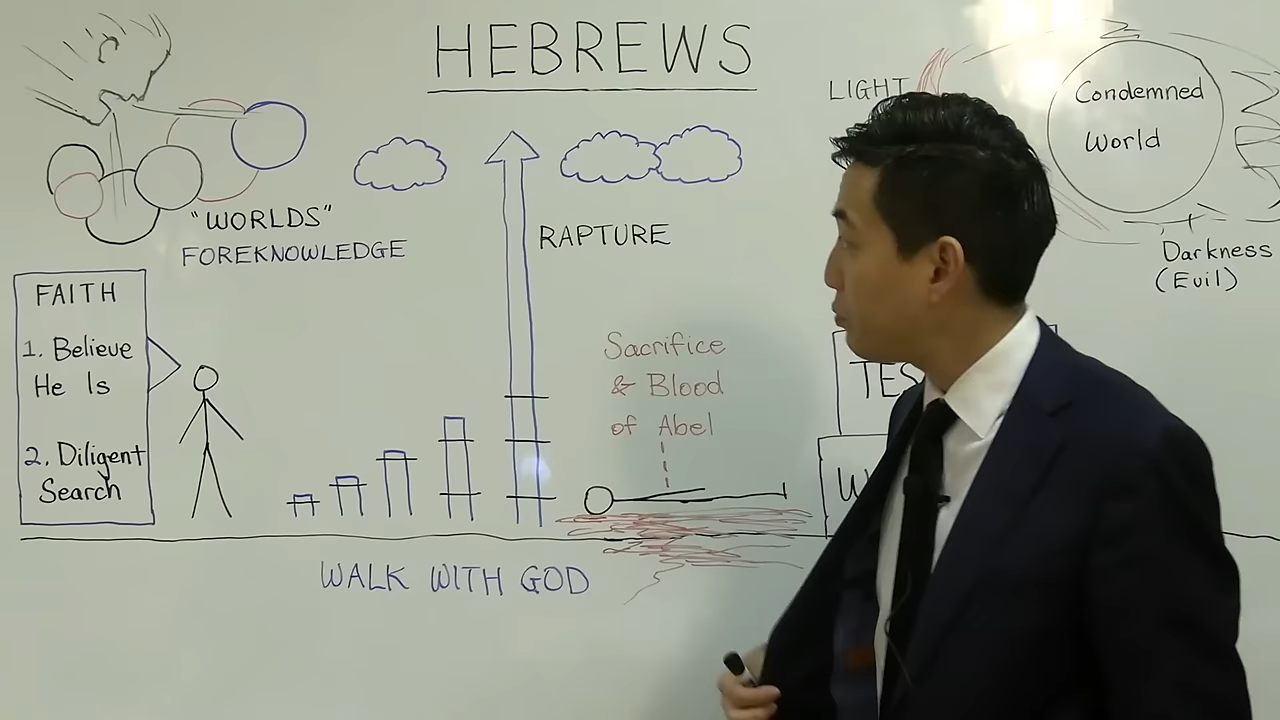 HEBREWS
LIGHT
Condemned
World
"WORLDS"
FOREKNOWLEDGE
RAPTURE
Darkness
(Evil)
FAITH
1. Believe
He Is
2. Diligent
Search
Sacrifice
& Blood
of Abel
WALK WITH GOD